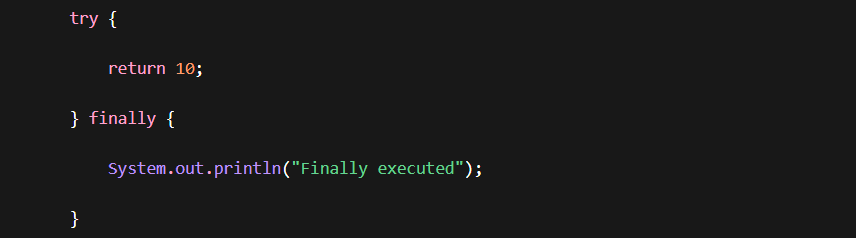 try {
return 10;
} finally {
System.out.println("Finally executed");
}